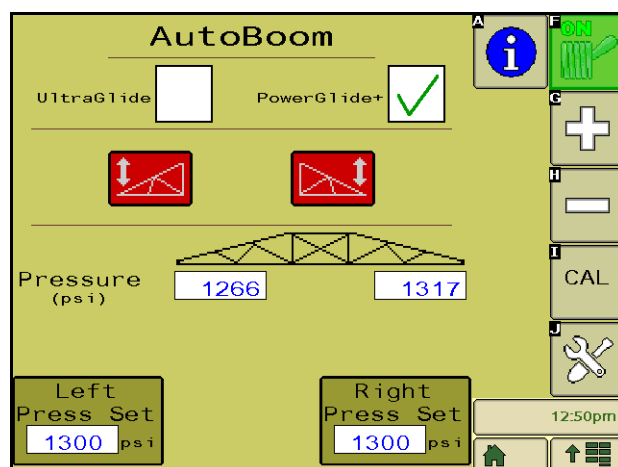 AutoBoom
A
F
ON
UltraGlide
PowerGlide+
G
H
I
CAL
Pressure
(psi)
1266
1317
J
Left
Press Set
1300 psi
Right
Press Set
1300 psi
12:50pm